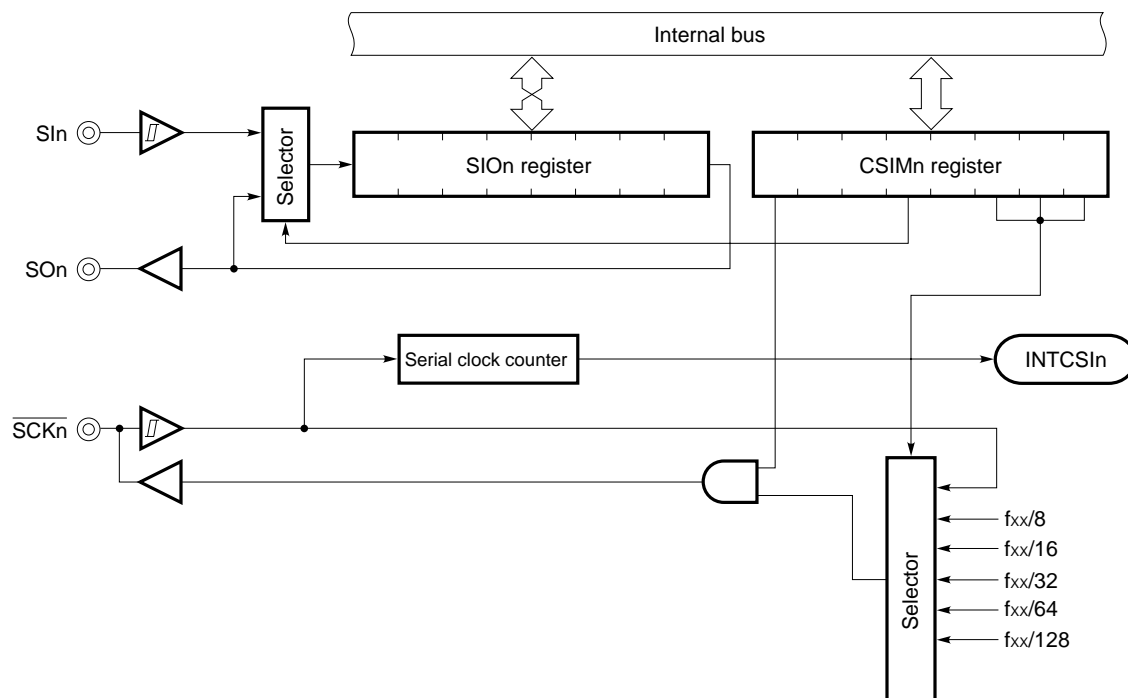 Internal bus
SIn
Selector
SIOn register
CSIMn register
SOn
Serial clock counter
INTCSIn
SCKn
Selector
fxx/8
fxx/16
fxx/32
fxx/64
fxx/128